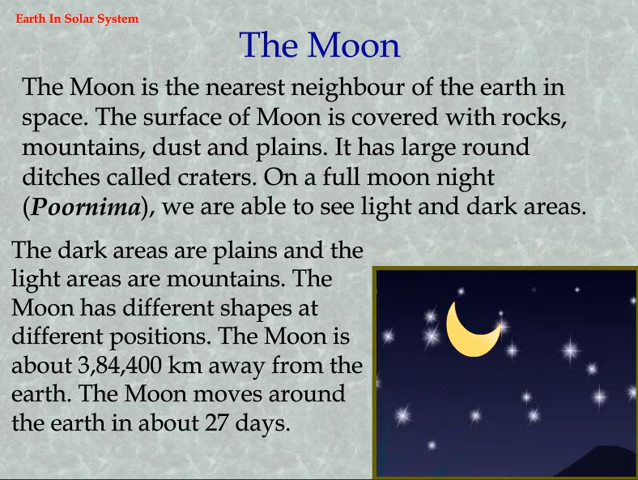 Earth In Solar System
The Moon
The Moon is the nearest neighbour of the earth in
space. The surface of Moon is covered with rocks,
mountains, dust and plains. It has large round
ditches called craters. On a full moon night
(Poornima), we are able to see light and dark areas.
The dark areas are plains and the
light areas are mountains. The
Moon has different shapes at
different positions. The Moon is
about 3,84,400 km away from the
earth. The Moon moves around
the earth in about 27 days.